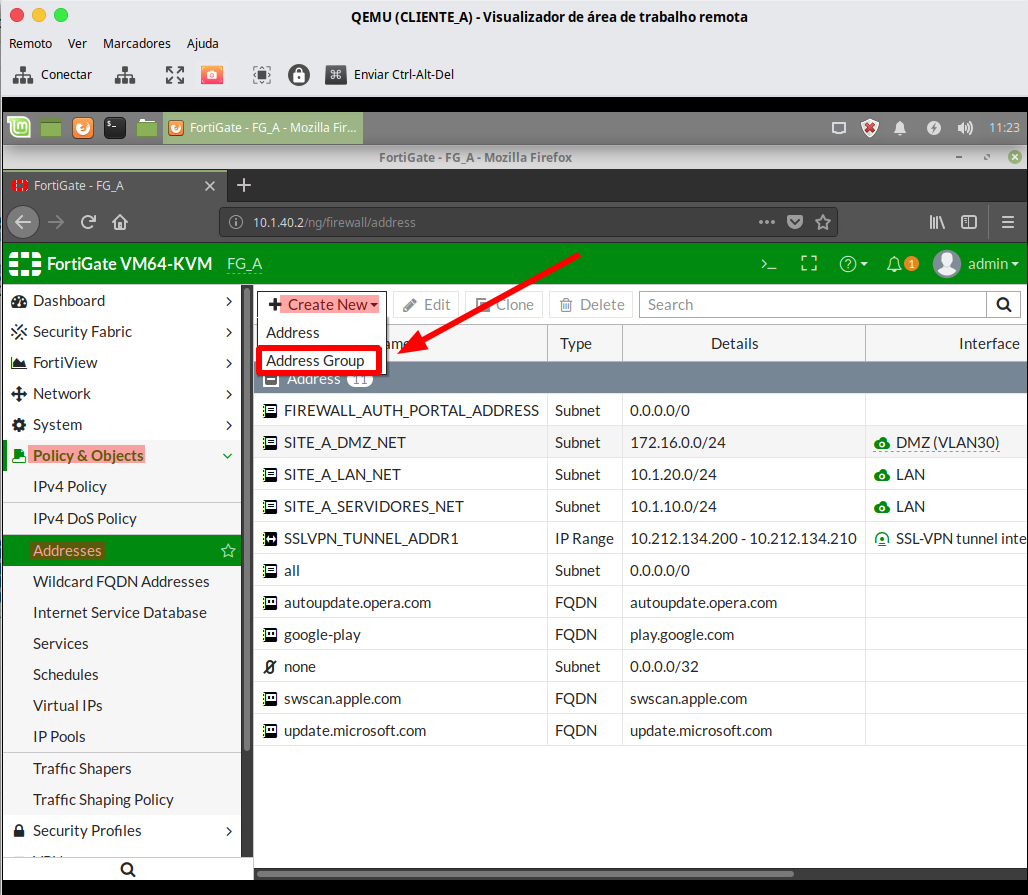 QEMU (CLIENTE_A) - Visualizador de área de trabalho remota
Remoto Ver Marcadores Ajuda
Conectar Enviar Ctrl-Alt-Del
FortiGate - FG_A - Mozilla Fir... 11:23
FortiGate - FG_A - Mozilla Firefox
FortiGate - FG_A
10.1.40.2/ng/firewall/address
FortiGate VM64-KVM FG_A >_ 1 admin
Dashboard
Security Fabric
FortiView
Network
System
Policy & Objects
IPv4 Policy
IPv4 DoS Policy
Addresses
Wildcard FQDN Addresses
Internet Service Database
Services
Schedules
Virtual IPs
IP Pools
Traffic Shapers
Traffic Shaping Policy
Security Profiles
Create New Edit Clone Delete Search
Address
Address Group
Type Details Interface
Address 11
FIREWALL_AUTH_PORTAL_ADDRESS Subnet 0.0.0.0/0
SITE_A_DMZ_NET Subnet 172.16.0.0/24 DMZ (VLAN30)
SITE_A_LAN_NET Subnet 10.1.20.0/24 LAN
SITE_A_SERVIDORES_NET Subnet 10.1.10.0/24 LAN
SSLVPN_TUNNEL_ADDR1 IP Range 10.212.134.200 - 10.212.134.210 SSL-VPN tunnel inte
all Subnet 0.0.0.0/0
autoupdate.opera.com FQDN autoupdate.opera.com
google-play FQDN play.google.com
none Subnet 0.0.0.0/32
swscan.apple.com FQDN swscan.apple.com
update.microsoft.com FQDN update.microsoft.com